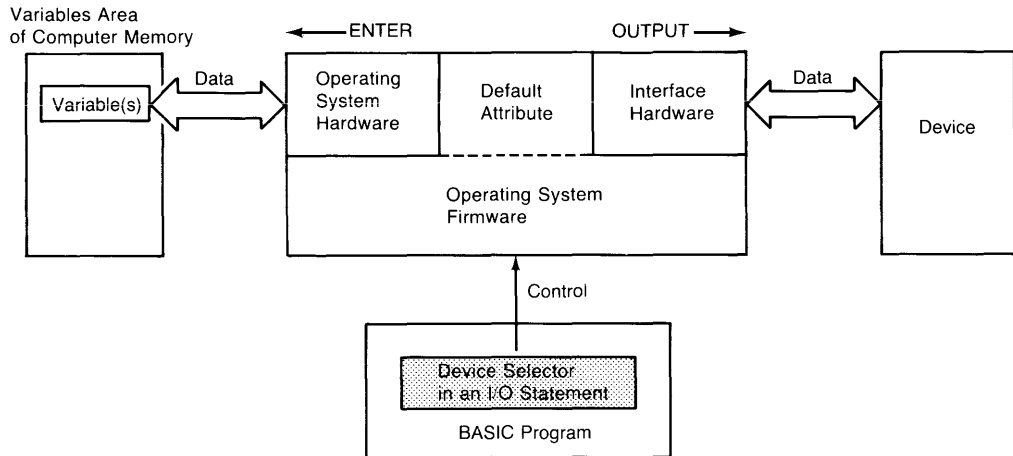 Variables Area
of Computer Memory
ENTER
OUTPUT
Data
Variable(s)
Operating
System
Hardware
Default
Attribute
Interface
Hardware
Data
Device
Operating System
Firmware
Control
Device Selector
in an I/O Statement
BASIC Program